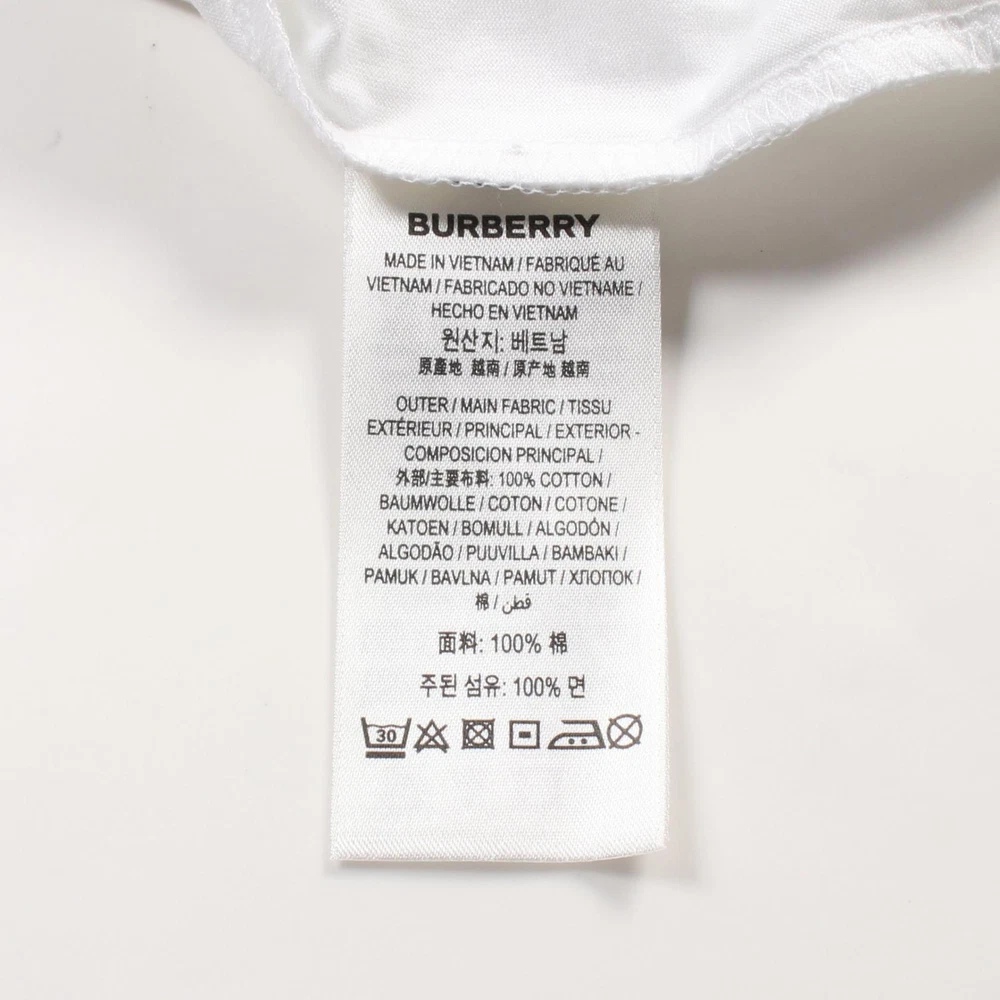 BURBERRY
MADE IN VIETNAM / FABRIQUÉ AU
VIETNAM / FABRICADO NO VIETNAME /
HECHO EN VIETNAM
원산지: 베트남
原產地 越南 / 原产地 越南
OUTER / MAIN FABRIC / TISSU
EXTÉRIEUR / PRINCIPAL / EXTERIOR -
COMPOSICION PRINCIPAL /
外部/主要布料: 100% COTTON /
BAUMWOLLE / COTON / COTONE /
KATOEN / BOMULL / ALGODÓN /
ALGODÃO / PUUVILLA / BAMBAKI /
PAMUK / BAVLNA / PAMUT / ХЛОПОК /
棉 / قطن
面料: 100% 棉
주된 섬유: 100% 면
30